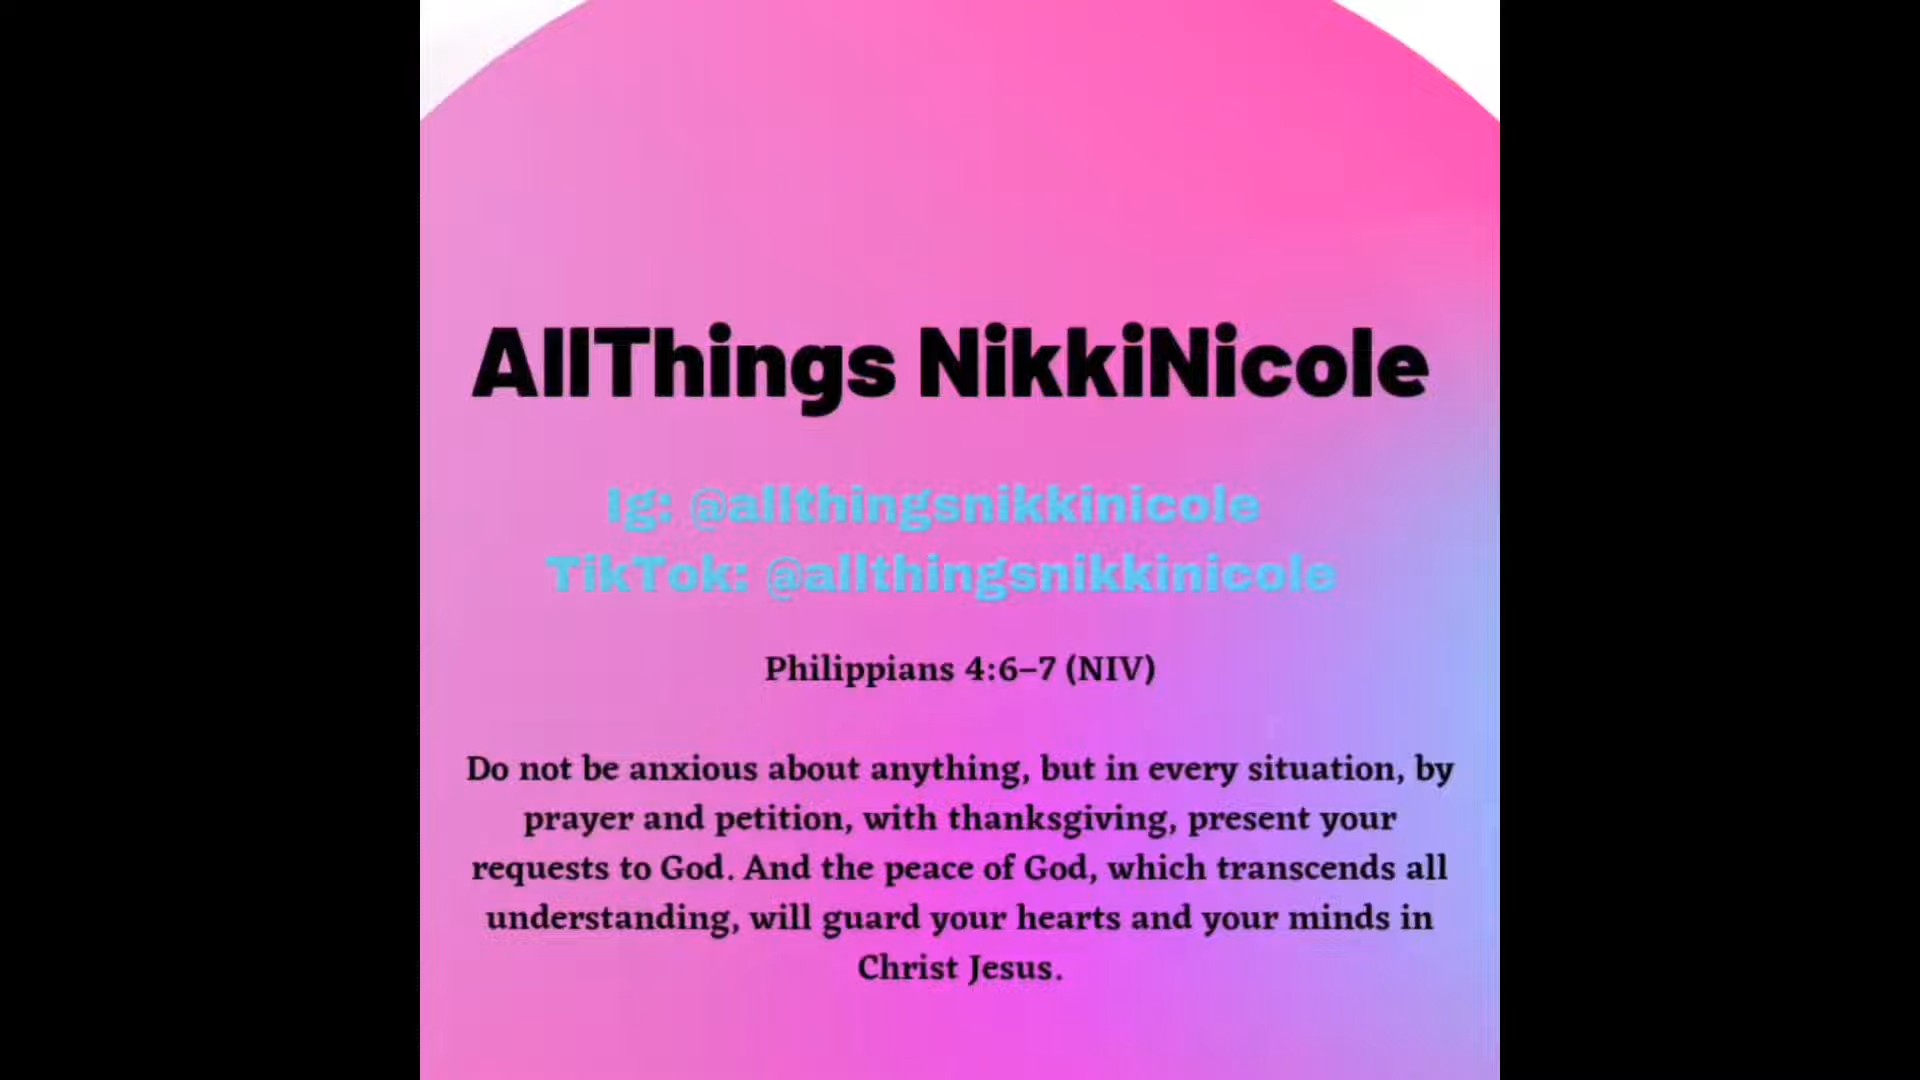 AllThings NikkiNicole
Ig: @allthingsnikkinicole
TikTok: @allthingsnikkinicole
Philippians 4:6–7 (NIV)
Do not be anxious about anything, but in every situation, by
prayer and petition, with thanksgiving, present your
requests to God. And the peace of God, which transcends all
understanding, will guard your hearts and your minds in
Christ Jesus.